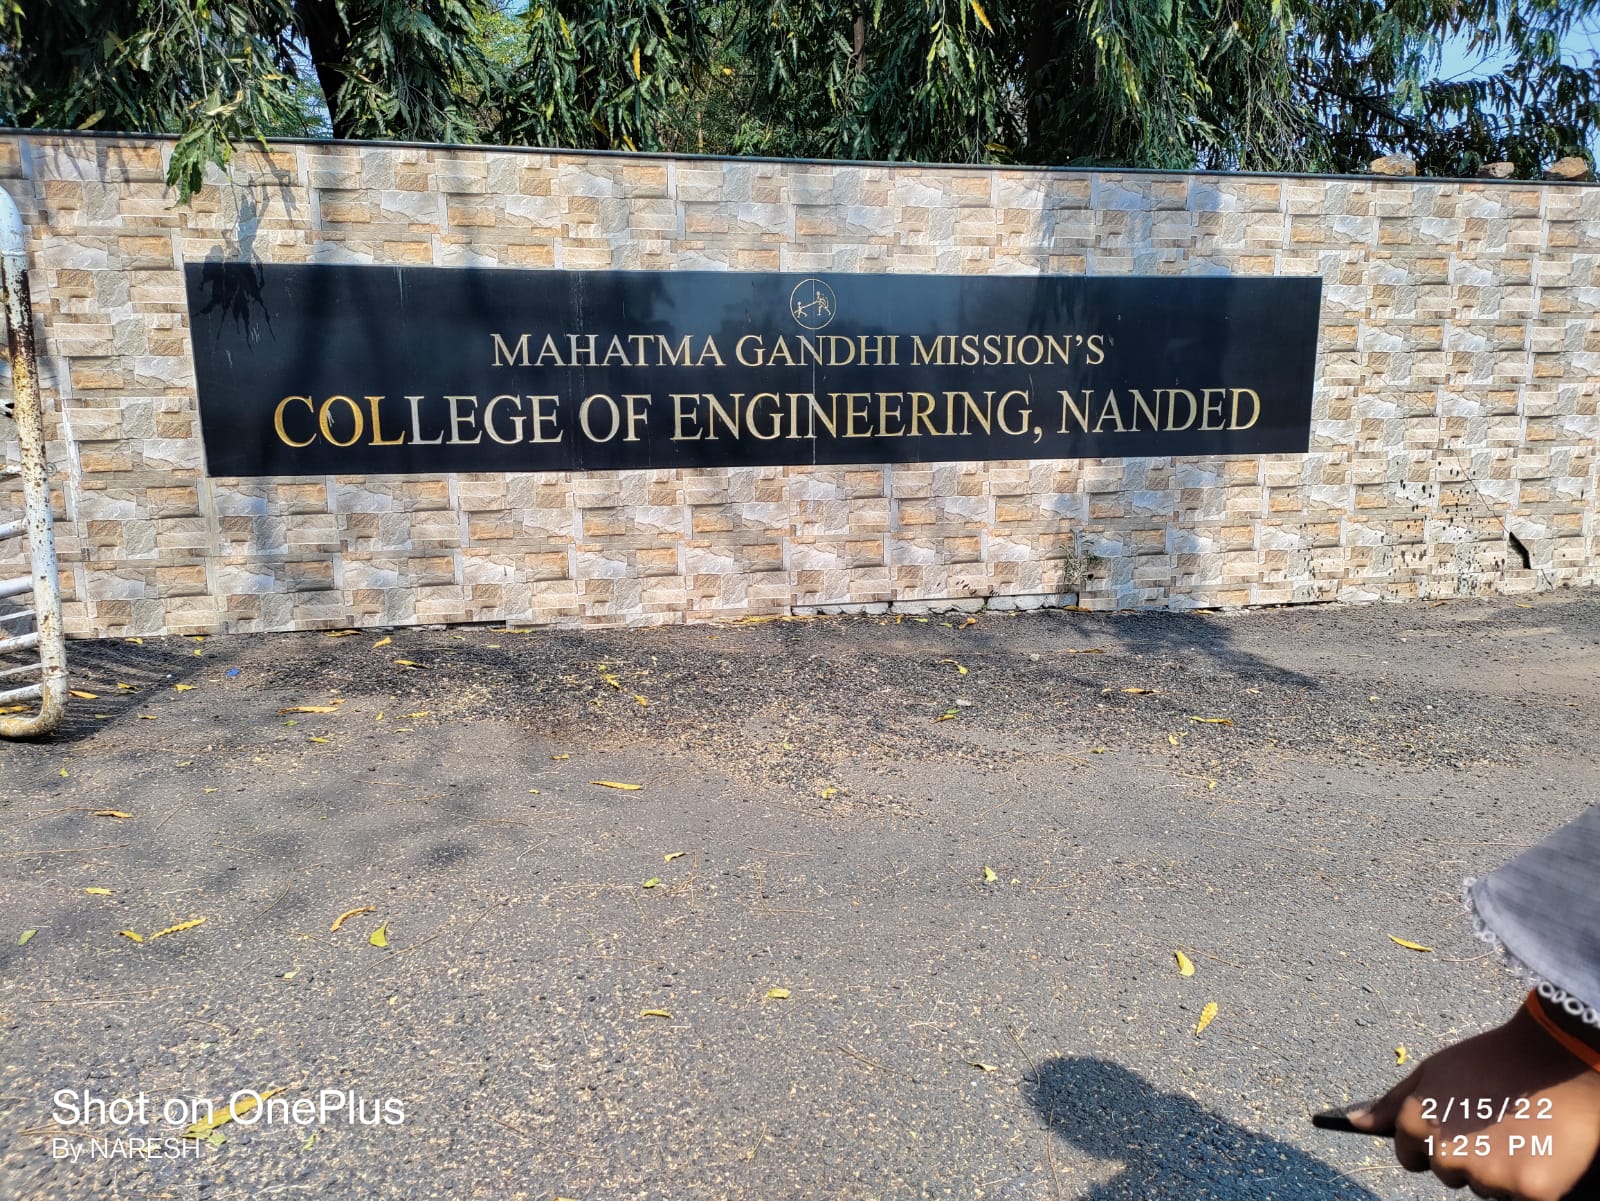 MAHATMA GANDHI MISSION'S
COLLEGE OF ENGINEERING, NANDED
Shot on OnePlus
By NARESH
2/15/22
1:25 PM